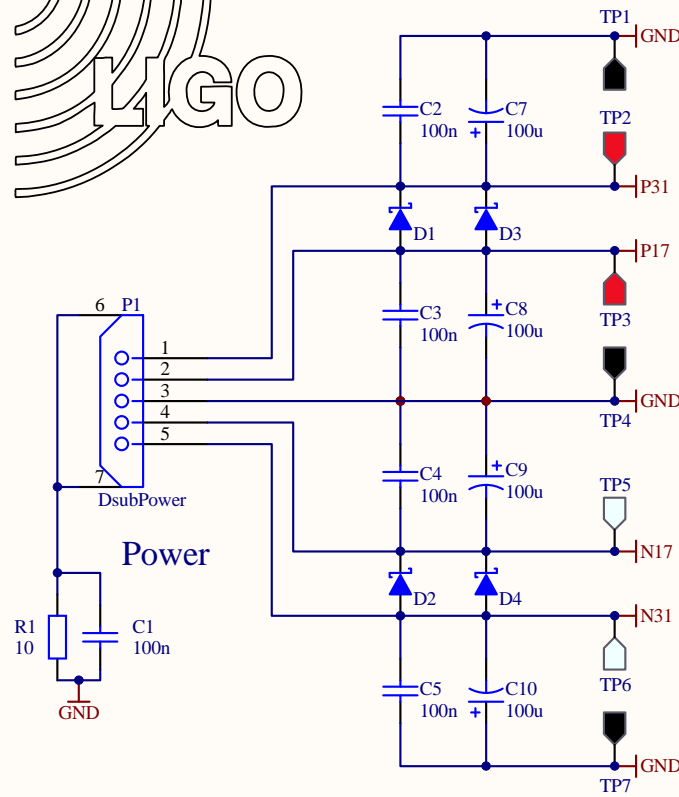 LIGO
TP1
GND
C2
100n
C7
100u
+
TP2
P31
D1
D3
P17
C3
100n
+
C8
100u
TP3
6
P1
1
2
3
4
5
7
DsubPower
GND
TP4
C4
100n
+
C9
100u
TP5
N17
Power
D2
D4
N31
R1
10
C1
100n
GND
C5
100n
C10
100u
+
TP6
GND
TP7